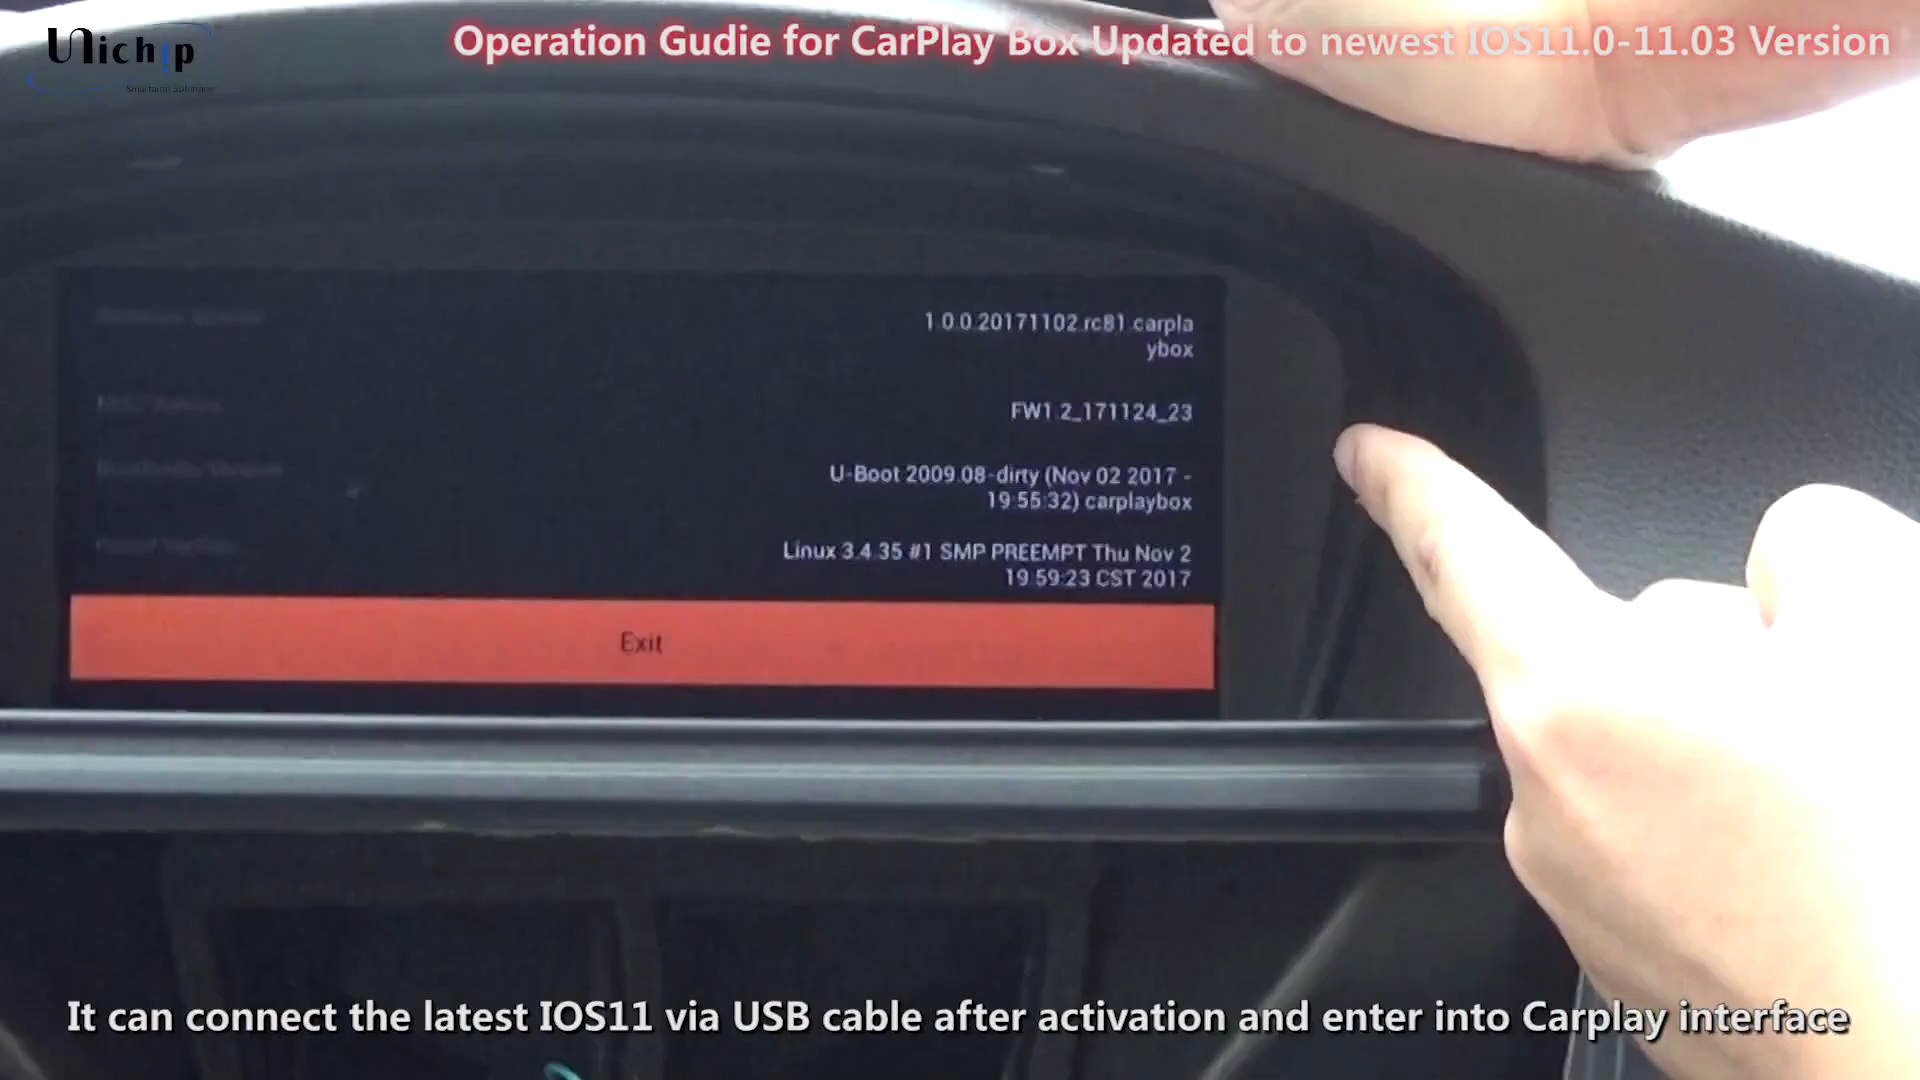 Unichip
Smartcar Solutions
Operation Gudie for CarPlay Box Updated to newest IOS11.0-11.03 Version
1.0.0.20171102.rc81.carpla
ybox
FW1.2_171124_23
U-Boot 2009.08-dirty (Nov 02 2017 -
19:55:32) carplaybox
Linux 3.4.35 #1 SMP PREEMPT Thu Nov 2
19:59:23 CST 2017
Exit
It can connect the latest IOS11 via USB cable after activation and enter into Carplay interface